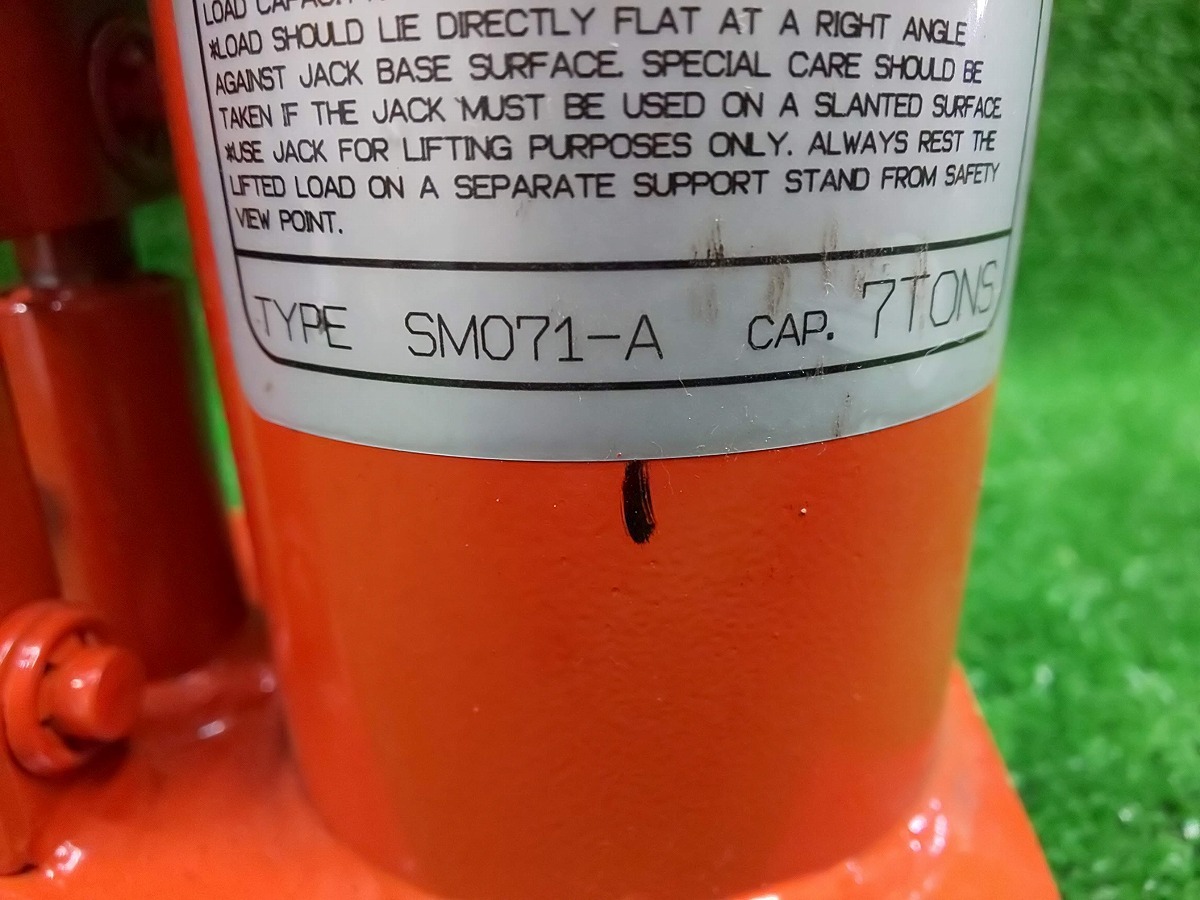 LOAD CAPACITY
*LOAD SHOULD LIE DIRECTLY FLAT AT A RIGHT ANGLE
AGAINST JACK BASE SURFACE. SPECIAL CARE SHOULD BE
TAKEN IF THE JACK MUST BE USED ON A SLANTED SURFACE
*USE JACK FOR LIFTING PURPOSES ONLY. ALWAYS REST THE
LIFTED LOAD ON A SEPARATE SUPPORT STAND FROM SAFETY
VIEW POINT.
TYPE SM071-A CAP. 7TONS